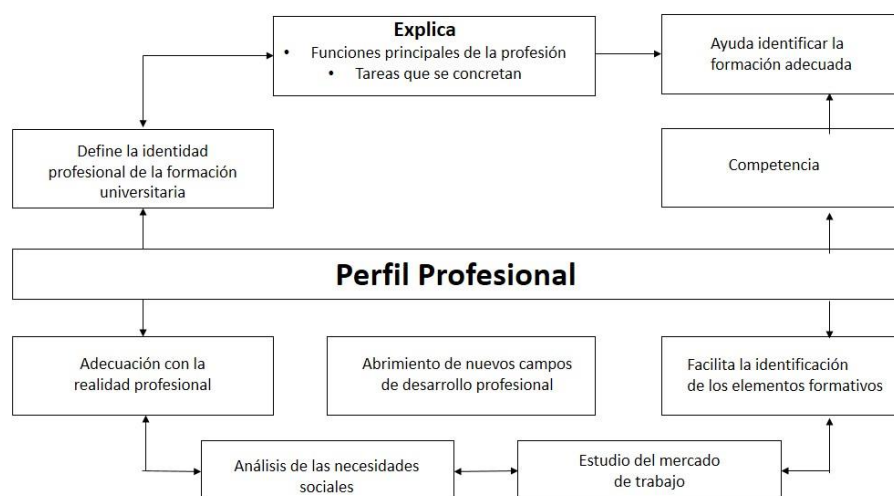 Explica
• Funciones principales de la profesión
• Tareas que se concretan
Ayuda identificar la
formación adecuada
Define la identidad
profesional de la formación
universitaria
Competencia
Perfil Profesional
Adecuación con la
realidad profesional
Abrimiento de nuevos campos
de desarrollo profesional
Facilita la identificación
de los elementos formativos
Análisis de las necesidades
sociales
Estudio del mercado
de trabajo